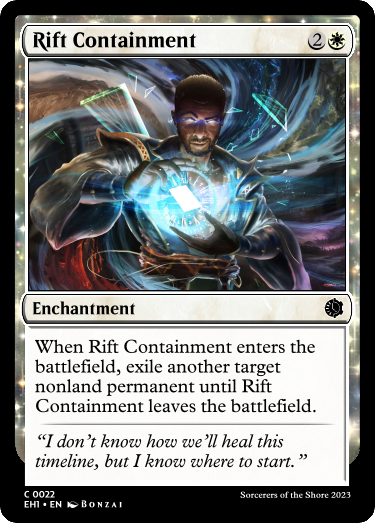 Rift Containment 2
Enchantment
When Rift Containment enters the
battlefield, exile another target
nonland permanent until Rift
Containment leaves the battlefield.
“I don’t know how we’ll heal this
timeline, but I know where to start.”
C 0022
EH1 • EN BONZAI
Sorcerers of the Shore 2023